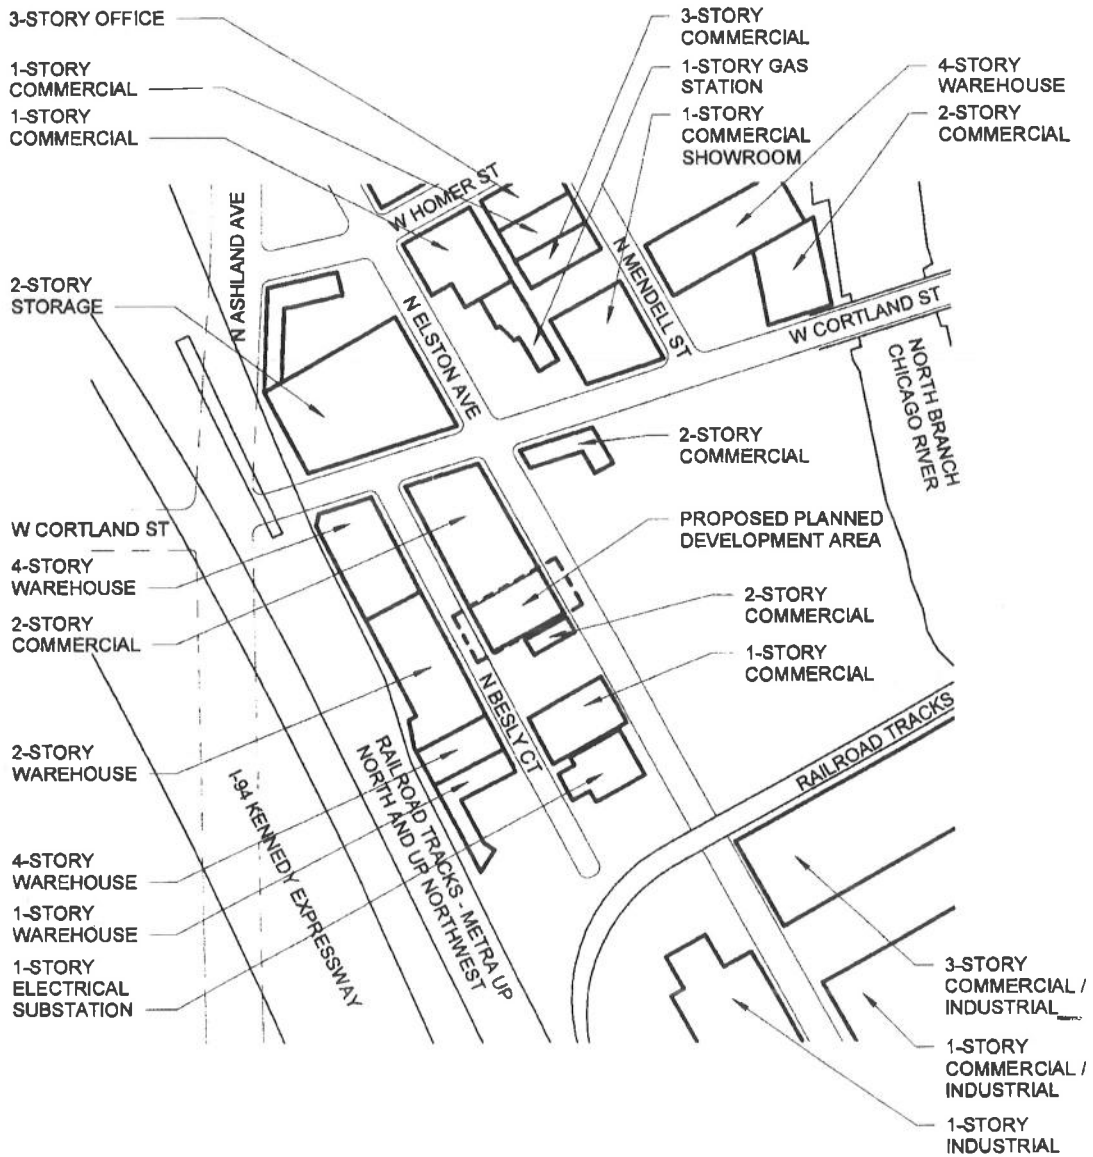 3-STORY OFFICE
1-STORY
COMMERCIAL
1-STORY
COMMERCIAL
3-STORY
COMMERCIAL
1-STORY GAS
STATION
1-STORY
COMMERCIAL
SHOWROOM
4-STORY
WAREHOUSE
2-STORY
COMMERCIAL
W HOMER ST
N ASHLAND AVE
N ELSTON AVE
N MENDELL ST
W CORTLAND ST
NORTH BRANCH
CHICAGO RIVER
2-STORY
STORAGE
2-STORY
COMMERCIAL
W CORTLAND ST
PROPOSED PLANNED
DEVELOPMENT AREA
4-STORY
WAREHOUSE
2-STORY
COMMERCIAL
2-STORY
COMMERCIAL
1-STORY
COMMERCIAL
N BESLY CT
RAILROAD TRACKS
2-STORY
WAREHOUSE
I-94 KENNEDY EXPRESSWAY
RAILROAD TRACKS - METRA UP
NORTH AND UP NORTHWEST
4-STORY
WAREHOUSE
1-STORY
WAREHOUSE
1-STORY
ELECTRICAL
SUBSTATION
3-STORY
COMMERCIAL /
INDUSTRIAL
1-STORY
COMMERCIAL /
INDUSTRIAL
1-STORY
INDUSTRIAL